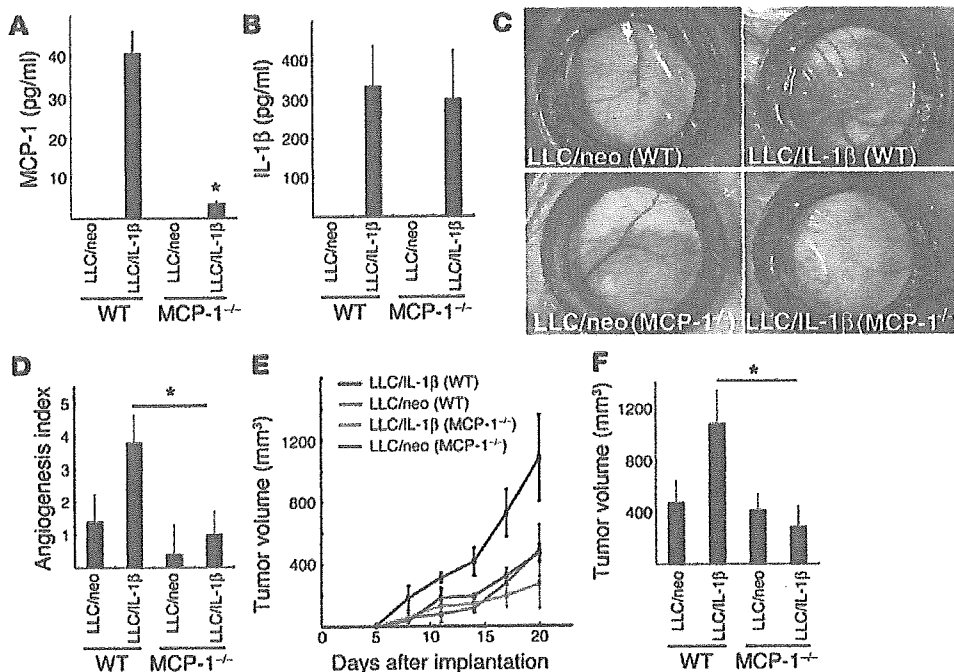 A
MCP-1 (pg/ml)
40
30
20
10
LLC/neo
LLC/IL-1β
LLC/neo
LLC/IL-1β
*
WT
MCP-1⁻/⁻
B
IL-1β (pg/ml)
400
300
200
100
LLC/neo
LLC/IL-1β
LLC/neo
LLC/IL-1β
WT
MCP-1⁻/⁻
C
LLC/neo (WT)
LLC/IL-1β (WT)
LLC/neo (MCP-1⁻/⁻)
LLC/IL-1β (MCP-1⁻/⁻)
D
Angiogenesis index
5
4
3
2
1
*
LLC/neo
LLC/IL-1β
LLC/neo
LLC/IL-1β
WT
MCP-1⁻/⁻
E
LLC/IL-1β (WT)
LLC/neo (WT)
LLC/IL-1β (MCP-1⁻/⁻)
LLC/neo (MCP-1⁻/⁻)
Tumor volume (mm³)
1200
800
400
0 5 10 15 20
Days after implantation
F
Tumor volume (mm³)
1200
800
400
*
LLC/neo
LLC/IL-1β
LLC/neo
LLC/IL-1β
WT
MCP-1⁻/⁻